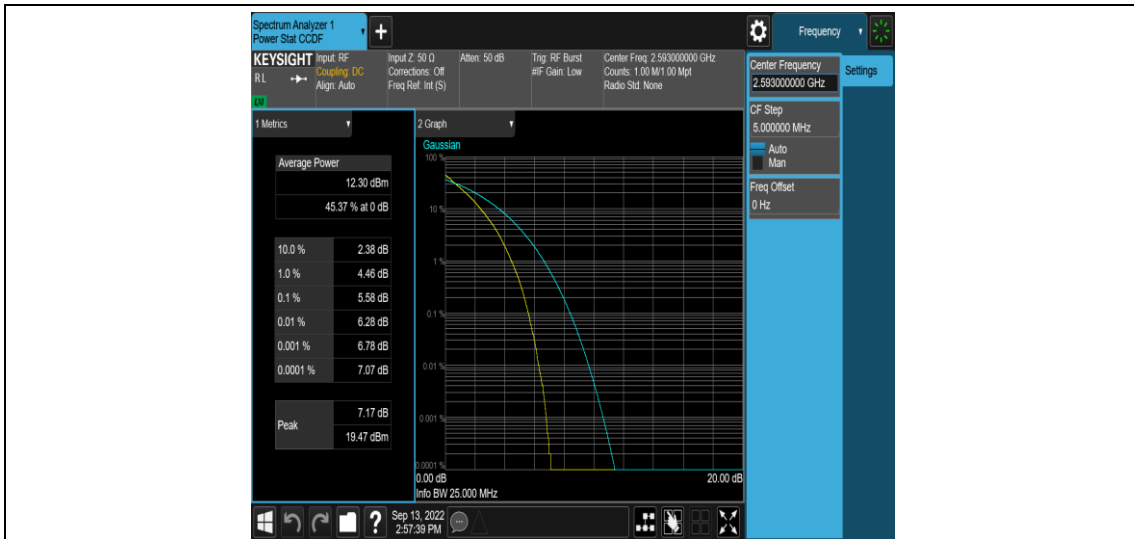 Spectrum Analyzer 1
Power Stat CCDF
+
Frequency
KEYSIGHT
RL
LM
Input: RF
Coupling: DC
Align: Auto
Input Z: 50 Ω
Corrections: Off
Freq Ref: Int (S)
Atten: 50 dB
Trig: RF Burst
#IF Gain: Low
Center Freq: 2.593000000 GHz
Counts: 1.00 M/1.00 Mpt
Radio Std: None
Center Frequency
2.593000000 GHz
Settings
CF Step
5.000000 MHz
Auto
Man
Freq Offset
0 Hz
1 Metrics
Average Power
12.30 dBm
45.37 % at 0 dB
10.0 % 2.38 dB
1.0 % 4.46 dB
0.1 % 5.58 dB
0.01 % 6.28 dB
0.001 % 6.78 dB
0.0001 % 7.07 dB
Peak
7.17 dB
19.47 dBm
2 Graph
Gaussian
100 %
10 %
1 %
0.1 %
0.01 %
0.001 %
0.0001 %
0.00 dB 20.00 dB
Info BW 25.000 MHz
?
Sep 13, 2022
2:57:39 PM